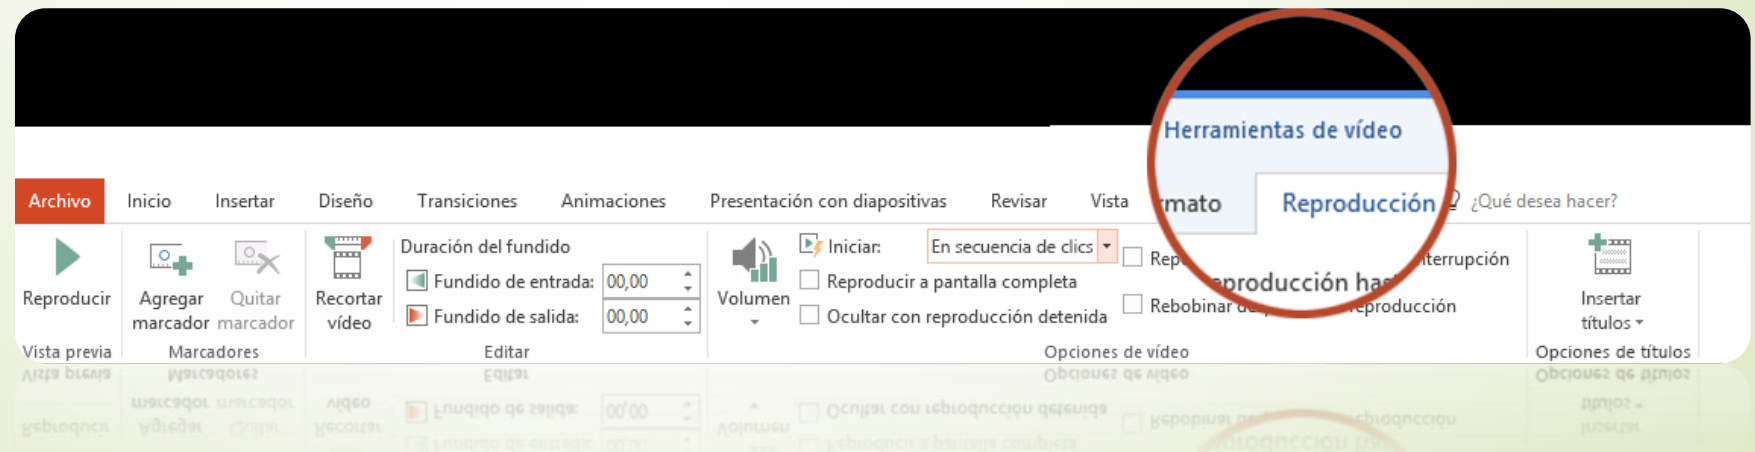 Herramientas de vídeo
Archivo Inicio Insertar Diseño Transiciones Animaciones Presentación con diapositivas Revisar Vista rmato Reproducción ¿Qué desea hacer?
Reproducir
Agregar marcador
Quitar marcador
Recortar vídeo
Duración del fundido
Fundido de entrada: 00,00
Fundido de salida: 00,00
Volumen
Iniciar: En secuencia de clics
Reproducir a pantalla completa
Ocultar con reproducción detenida
Rep
producción has
terrupción
Rebobinar reproducción
Insertar títulos
Vista previa Marcadores Editar Opciones de vídeo Opciones de títulos